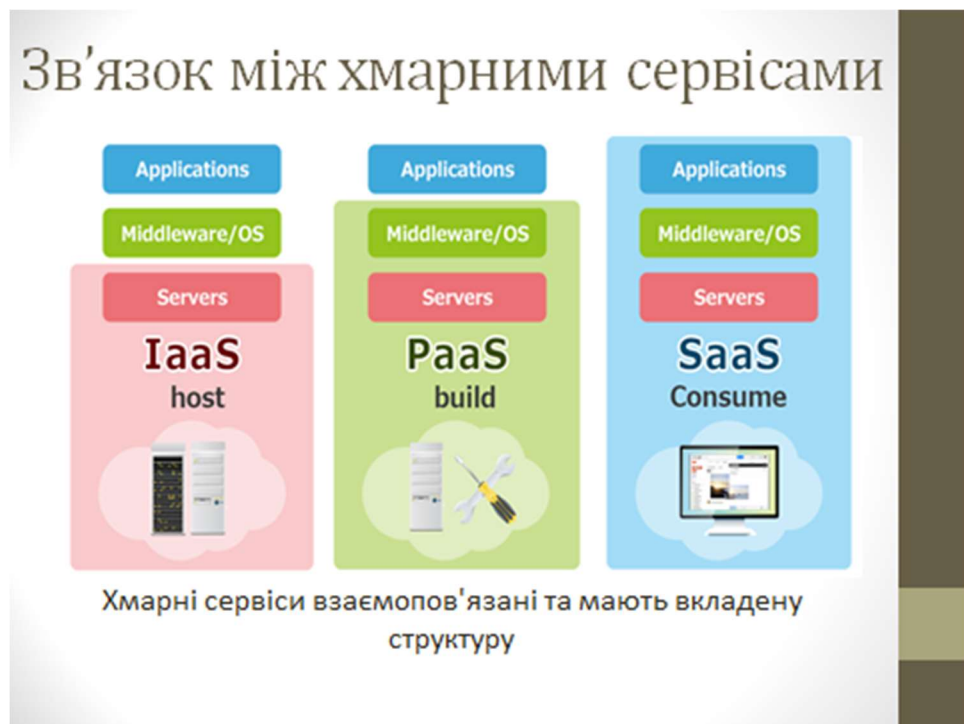 Зв’язок між хмарними сервісами
Applications
Middleware/OS
Servers
IaaS
host
Applications
Middleware/OS
Servers
PaaS
build
Applications
Middleware/OS
Servers
SaaS
Consume
Хмарні сервіси взаємопов'язані та мають вкладену
структуру